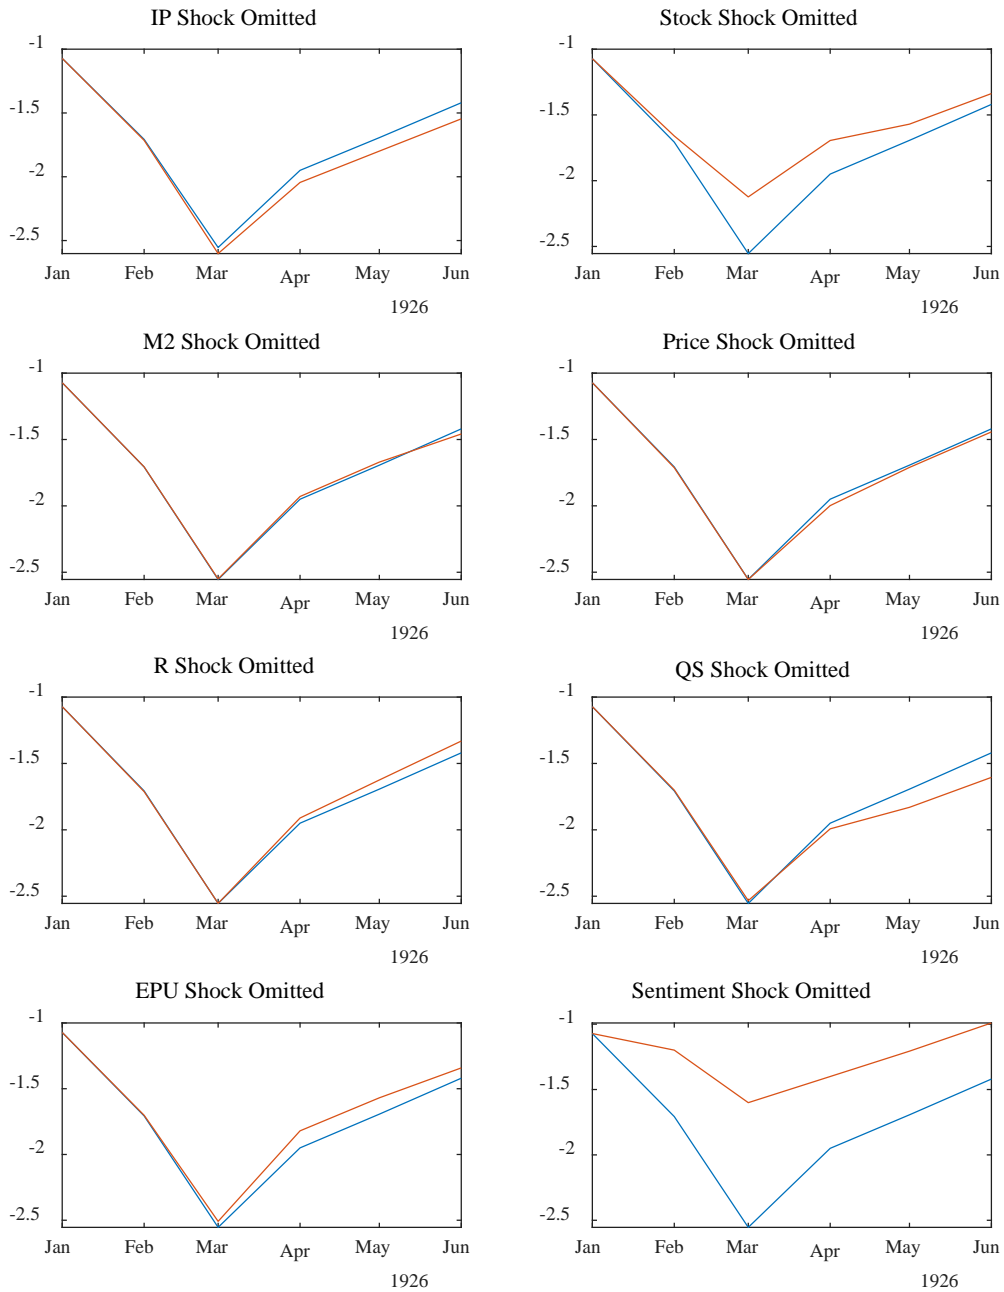 IP Shock Omitted
-1
-1.5
-2
-2.5
Jan Feb Mar Apr May Jun
1926
Stock Shock Omitted
-1
-1.5
-2
-2.5
Jan Feb Mar Apr May Jun
1926
M2 Shock Omitted
-1
-1.5
-2
-2.5
Jan Feb Mar Apr May Jun
1926
Price Shock Omitted
-1
-1.5
-2
-2.5
Jan Feb Mar Apr May Jun
1926
R Shock Omitted
-1
-1.5
-2
-2.5
Jan Feb Mar Apr May Jun
1926
QS Shock Omitted
-1
-1.5
-2
-2.5
Jan Feb Mar Apr May Jun
1926
EPU Shock Omitted
-1
-1.5
-2
-2.5
Jan Feb Mar Apr May Jun
1926
Sentiment Shock Omitted
-1
-1.5
-2
-2.5
Jan Feb Mar Apr May Jun
1926